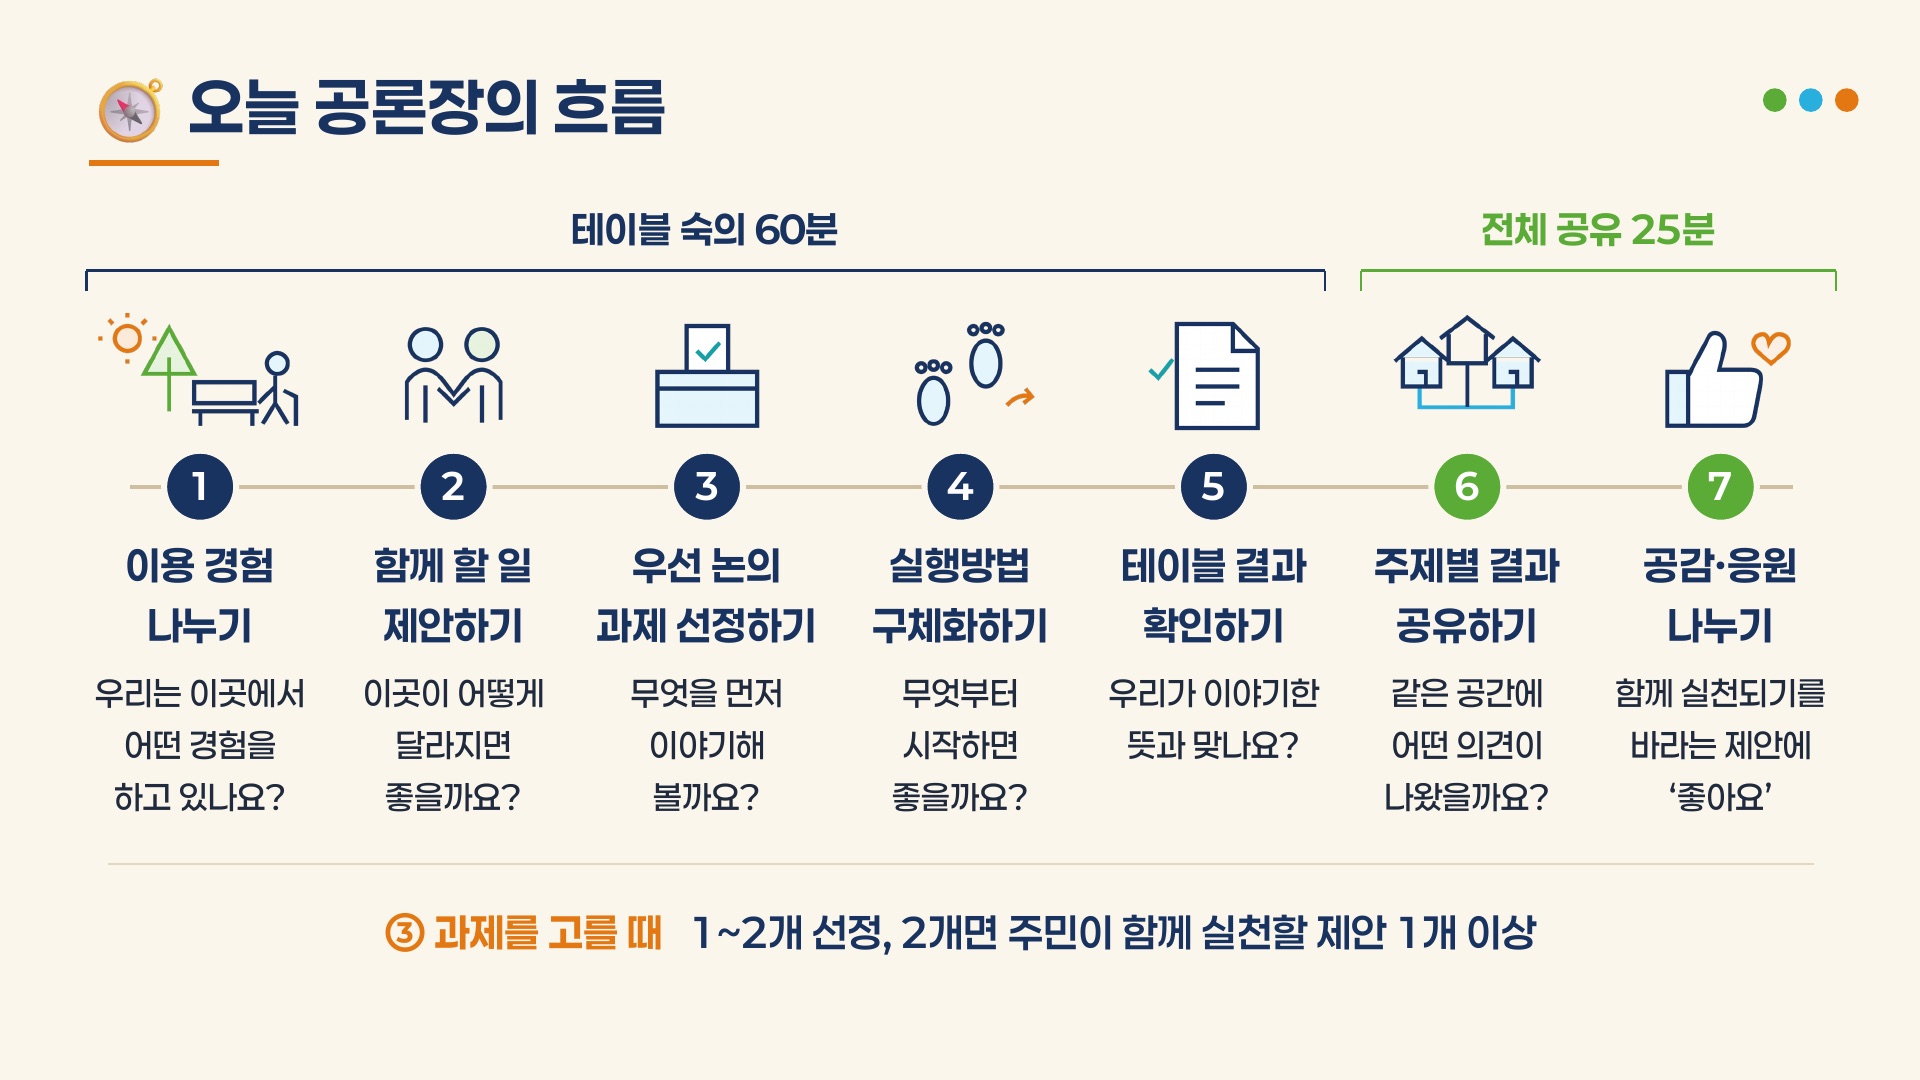 오늘 공론장의 흐름
테이블 숙의 60분
전체 공유 25분
1
2
3
4
5
6
7
이용 경험
나누기
우리는 이곳에서
어떤 경험을
하고 있나요?
함께 할 일
제안하기
이곳이 어떻게
달라지면
좋을까요?
우선 논의
과제 선정하기
무엇을 먼저
이야기해
볼까요?
실행방법
구체화하기
무엇부터
시작하면
좋을까요?
테이블 결과
확인하기
우리가 이야기한
뜻과 맞나요?
주제별 결과
공유하기
같은 공간에
어떤 의견이
나왔을까요?
공감·응원
나누기
함께 실천되기를
바라는 제안에
‘좋아요’
③ 과제를 고를 때 1~2개 선정, 2개면 주민이 함께 실천할 제안 1개 이상